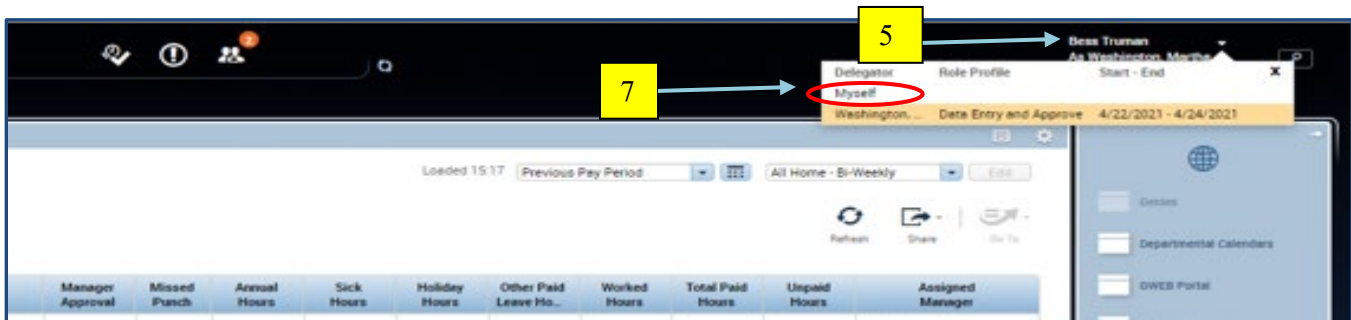 5
7
2
Bess Truman
As Washington, Martha
Delegator Role Profile Start - End X
Myself
Washington, ... Data Entry and Approve 4/22/2021 - 4/24/2021
Loaded 15:17 Previous Pay Period All Home - Bi-Weekly Edit
Refresh Share Go To
Genies
Departmental Calendars
GWEB Portal
Manager Approval Missed Punch Annual Hours Sick Hours Holiday Hours Other Paid Leave Ho... Worked Hours Total Paid Hours Unpaid Hours Assigned Manager